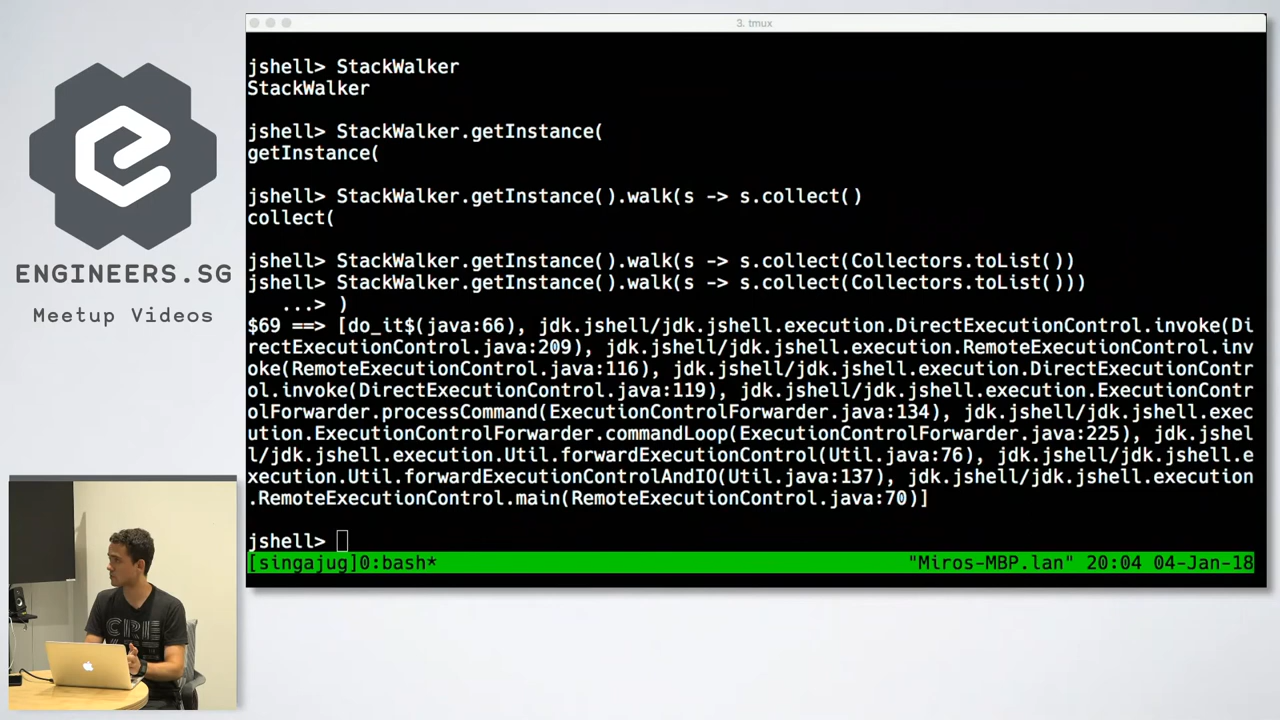 3. tmux
jshell> StackWalker
StackWalker
jshell> StackWalker.getInstance(
getInstance(
jshell> StackWalker.getInstance().walk(s -> s.collect()
collect(
jshell> StackWalker.getInstance().walk(s -> s.collect(Collectors.toList())
jshell> StackWalker.getInstance().walk(s -> s.collect(Collectors.toList()))
...> )
$69 ==> [do_it$(java:66), jdk.jshell/jdk.jshell.execution.DirectExecutionControl.invoke(Di
rectExecutionControl.java:209), jdk.jshell/jdk.jshell.execution.RemoteExecutionControl.inv
oke(RemoteExecutionControl.java:116), jdk.jshell/jdk.jshell.execution.DirectExecutionContr
ol.invoke(DirectExecutionControl.java:119), jdk.jshell/jdk.jshell.execution.ExecutionContr
olForwarder.processCommand(ExecutionControlForwarder.java:134), jdk.jshell/jdk.jshell.exec
ution.ExecutionControlForwarder.commandLoop(ExecutionControlForwarder.java:225), jdk.jshel
l/jdk.jshell.execution.Util.forwardExecutionControl(Util.java:76), jdk.jshell/jdk.jshell.e
xecution.Util.forwardExecutionControlAndIO(Util.java:137), jdk.jshell/jdk.jshell.execution
.RemoteExecutionControl.main(RemoteExecutionControl.java:70)]
jshell>
[singajug]0:bash* "Miros-MBP.lan" 20:04 04-Jan-18
ENGINEERS.SG
Meetup Videos
CRE